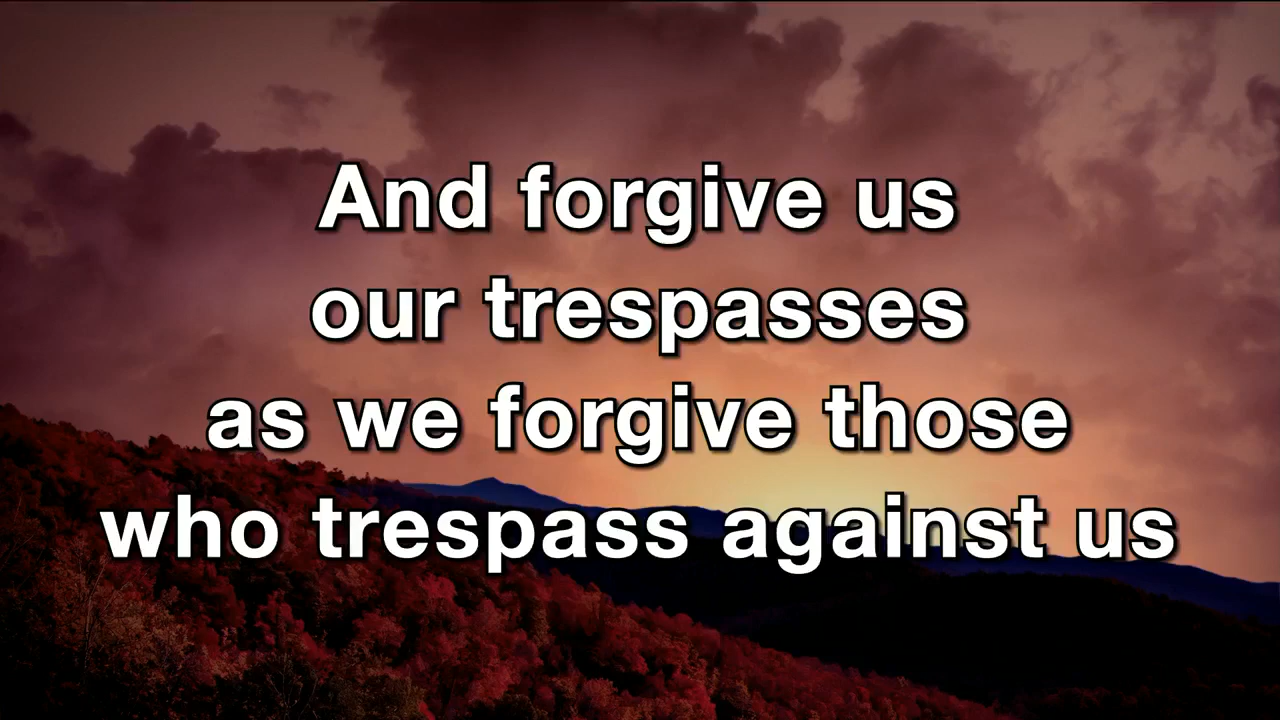 And forgive us
our trespasses
as we forgive those
who trespass against us